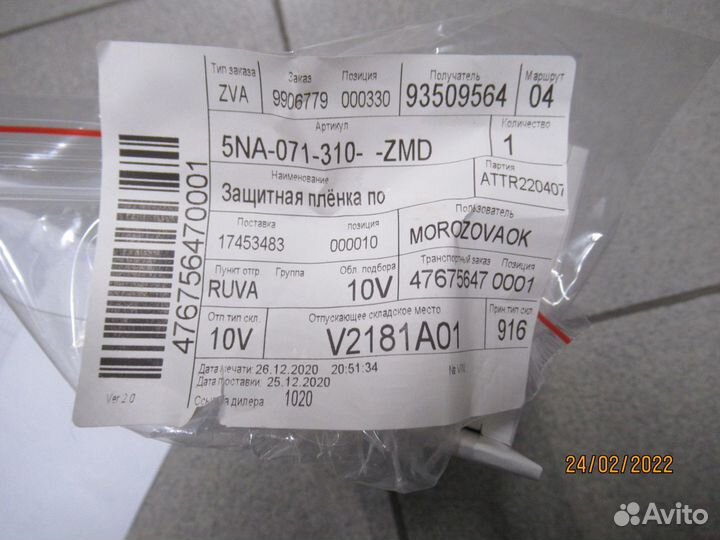 Тип заказа Заказ Позиция Получатель Маршрут
ZVA 9906779 000330 93509564 04
Артикул Количество
5NA-071-310- -ZMD 1
Наименование Партия
Защитная плёнка по ATTR220407
Поставка позиция Пользователь
17453483 000010 MOROZOVAOK
Пункт отгр. Группа Обл. подбора Транспортный заказ Позиция
RUVA 10V 47675647 0001
Отп.тип скл. Отпускающее складское место Прин.тип скл.
10V V2181A01 916
Дата печати: 26.12.2020 20:51:34
Дата поставки: 25.12.2020
Ссылка дилера 1020
Ver 2.0
476756470001
24/02/2022
Avito